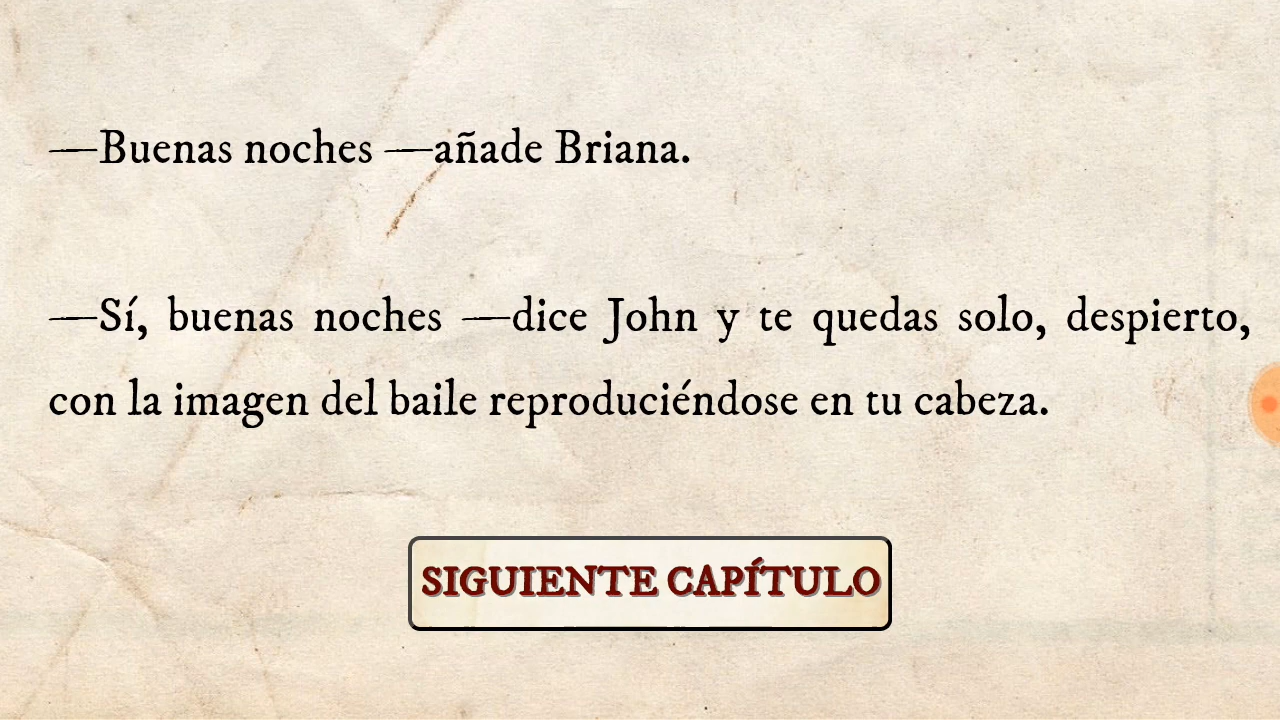 —Buenas noches —añade Briana.
—Sí, buenas noches —dice John y te quedas solo, despierto,
con la imagen del baile reproduciéndose en tu cabeza.
SIGUIENTE CAPÍTULO